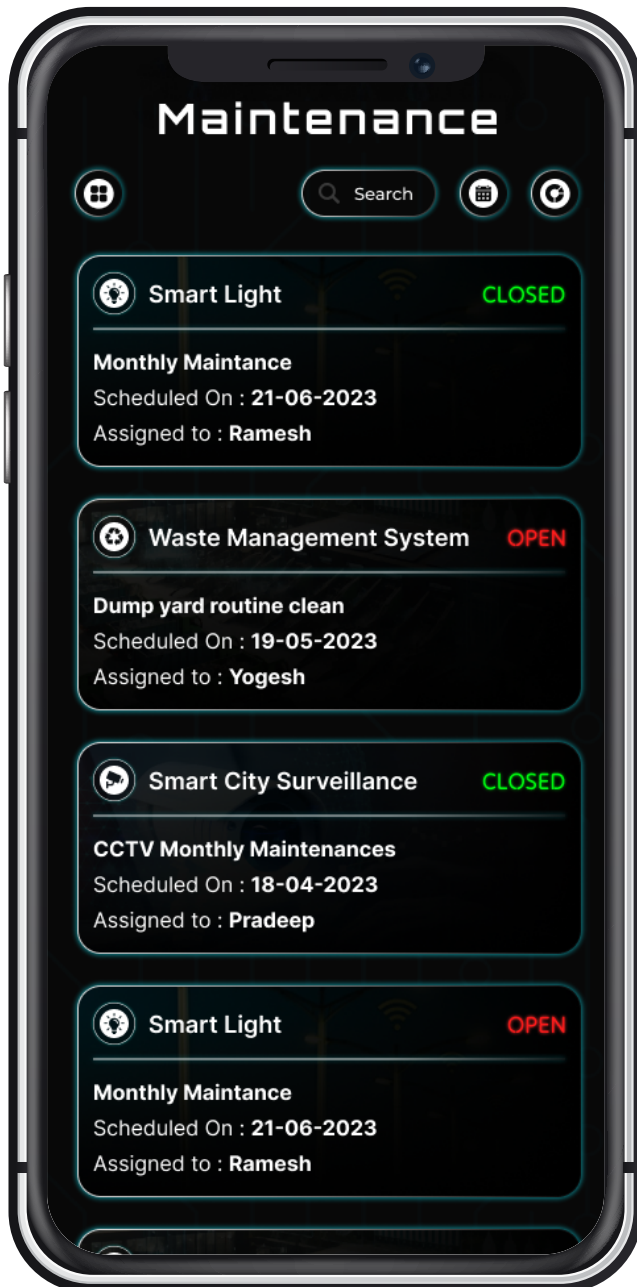 Maintenance
Search
Smart Light CLOSED
Monthly Maintance
Scheduled On : 21-06-2023
Assigned to : Ramesh
Waste Management System OPEN
Dump yard routine clean
Scheduled On : 19-05-2023
Assigned to : Yogesh
Smart City Surveillance CLOSED
CCTV Monthly Maintenances
Scheduled On : 18-04-2023
Assigned to : Pradeep
Smart Light OPEN
Monthly Maintance
Scheduled On : 21-06-2023
Assigned to : Ramesh